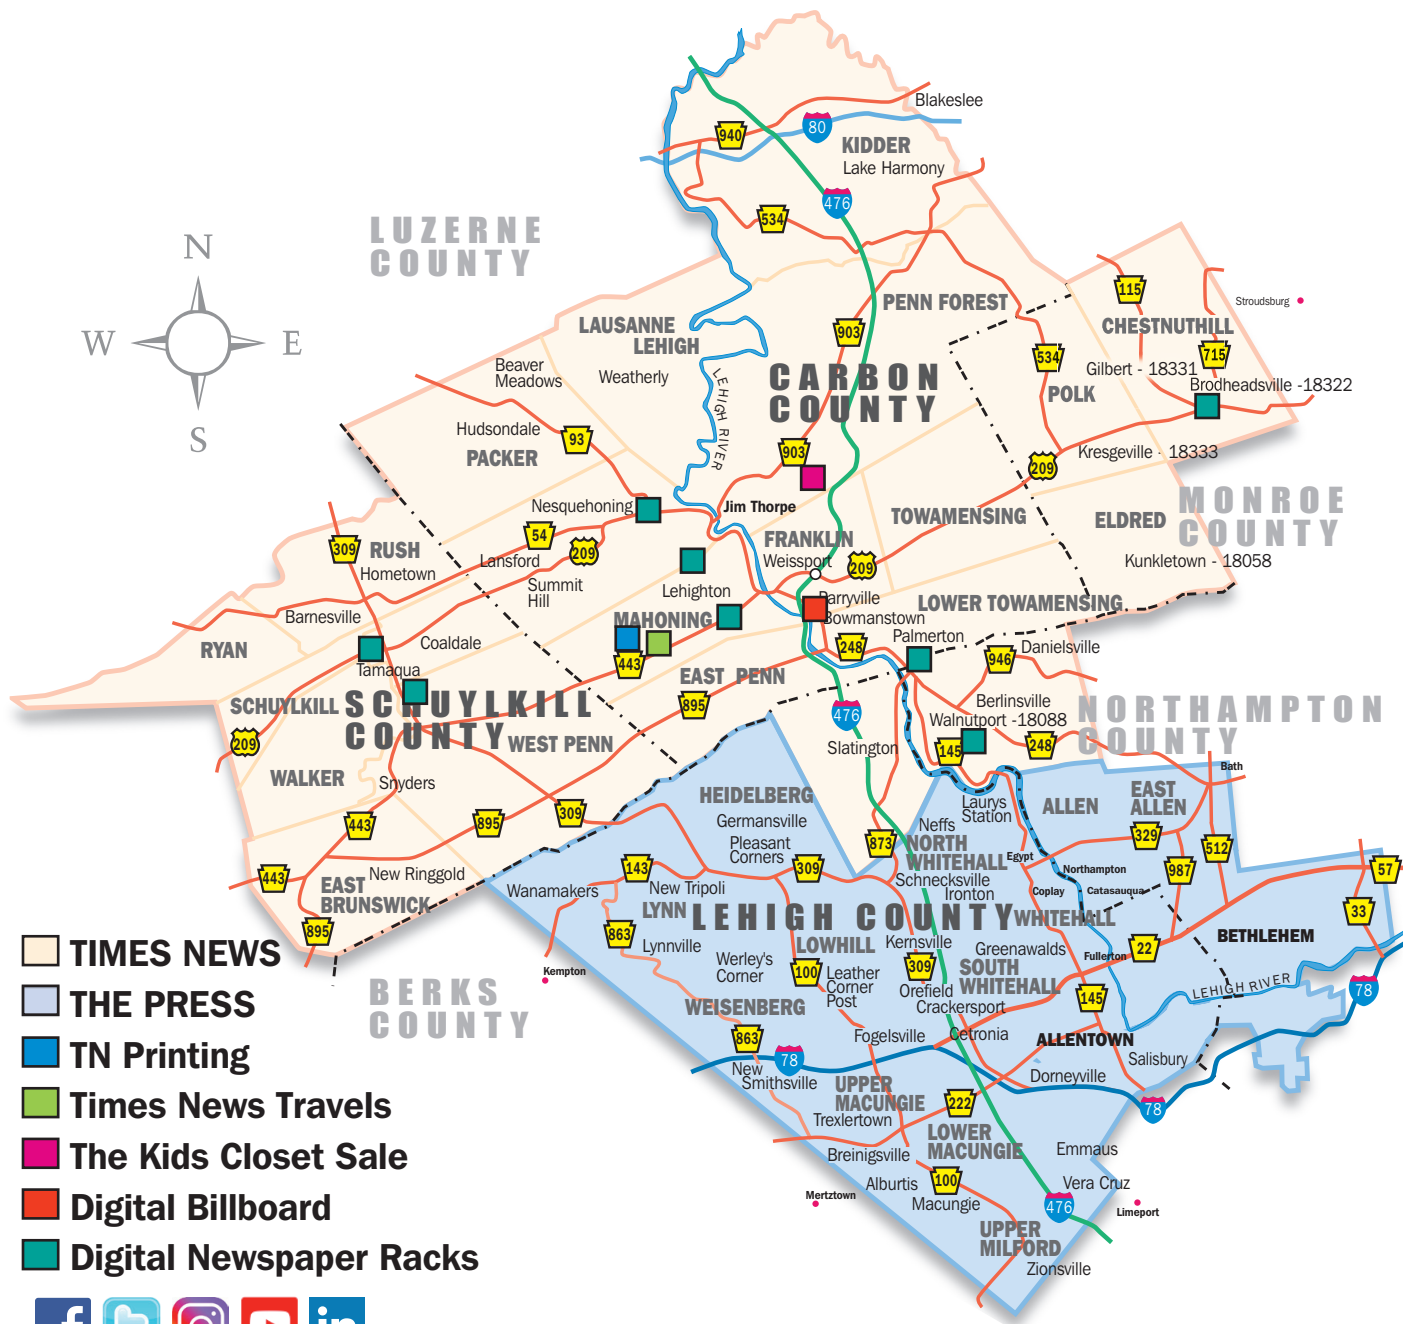 Blakeslee
940
80
KIDDER
Lake Harmony
476
534
LUZERNE
COUNTY
N
W
E
S
115
Stroudsburg
PENN FOREST
CHESTNUTHILL
LAUSANNE
LEHIGH
903
534
715
Beaver
Meadows
Weatherly
LEHIGH RIVER
CARBON
COUNTY
Gilbert - 18331
Brodheadsville -18322
POLK
Hudsondale
93
PACKER
903
209
Kresgeville - 18333
MONROE
COUNTY
Nesquehoning
Jim Thorpe
TOWAMENSING
ELDRED
54
209
309
RUSH
Hometown
Lansford
Summit
Hill
FRANKLIN
Weissport
209
Kunkletown - 18058
Lehighton
Barnesville
Parryville
Bowmanstown
LOWER TOWAMENSING
MAHONING
RYAN
Coaldale
Tamaqua
443
248
Palmerton
946
Danielsville
EAST PENN
SCHUYLKILL
SCHUYLKILL
COUNTY
895
476
Berlinsville
Walnutport -18088
NORTHAMPTON
COUNTY
209
WEST PENN
Slatington
145
248
Bath
WALKER
Snyders
HEIDELBERG
Germansville
Laurys
Station
ALLEN
EAST
ALLEN
443
895
309
Pleasant
Corners
873
Neffs
NORTH
WHITEHALL
Egypt
329
512
Northampton
987
57
443
EAST
BRUNSWICK
New Ringgold
Wanamakers
143
New Tripoli
309
Schnecksville
Ironton
Coplay
Catasauqua
LYNN
LEHIGH COUNTY
WHITEHALL
33
895
863
Lynnville
LOWHILL
Kernsville
Greenawalds
Fullerton
22
BETHLEHEM
Werley's
Corner
100
Leather
Corner
Post
309
Orefield
Crackersport
SOUTH
WHITEHALL
Kempton
BERKS
COUNTY
WEISENBERG
145
LEHIGH RIVER
78
863
78
Fogelsville
Cetronia
ALLENTOWN
Salisbury
New
Smithsville
UPPER
MACUNGIE
Dorneyville
Trexlertown
222
78
LOWER
MACUNGIE
Breinigsville
Emmaus
Alburtis
100
Macungie
Vera Cruz
Mertztown
476
Limeport
UPPER
MILFORD
Zionsville
TIMES NEWS
THE PRESS
TN Printing
Times News Travels
The Kids Closet Sale
Digital Billboard
Digital Newspaper Racks